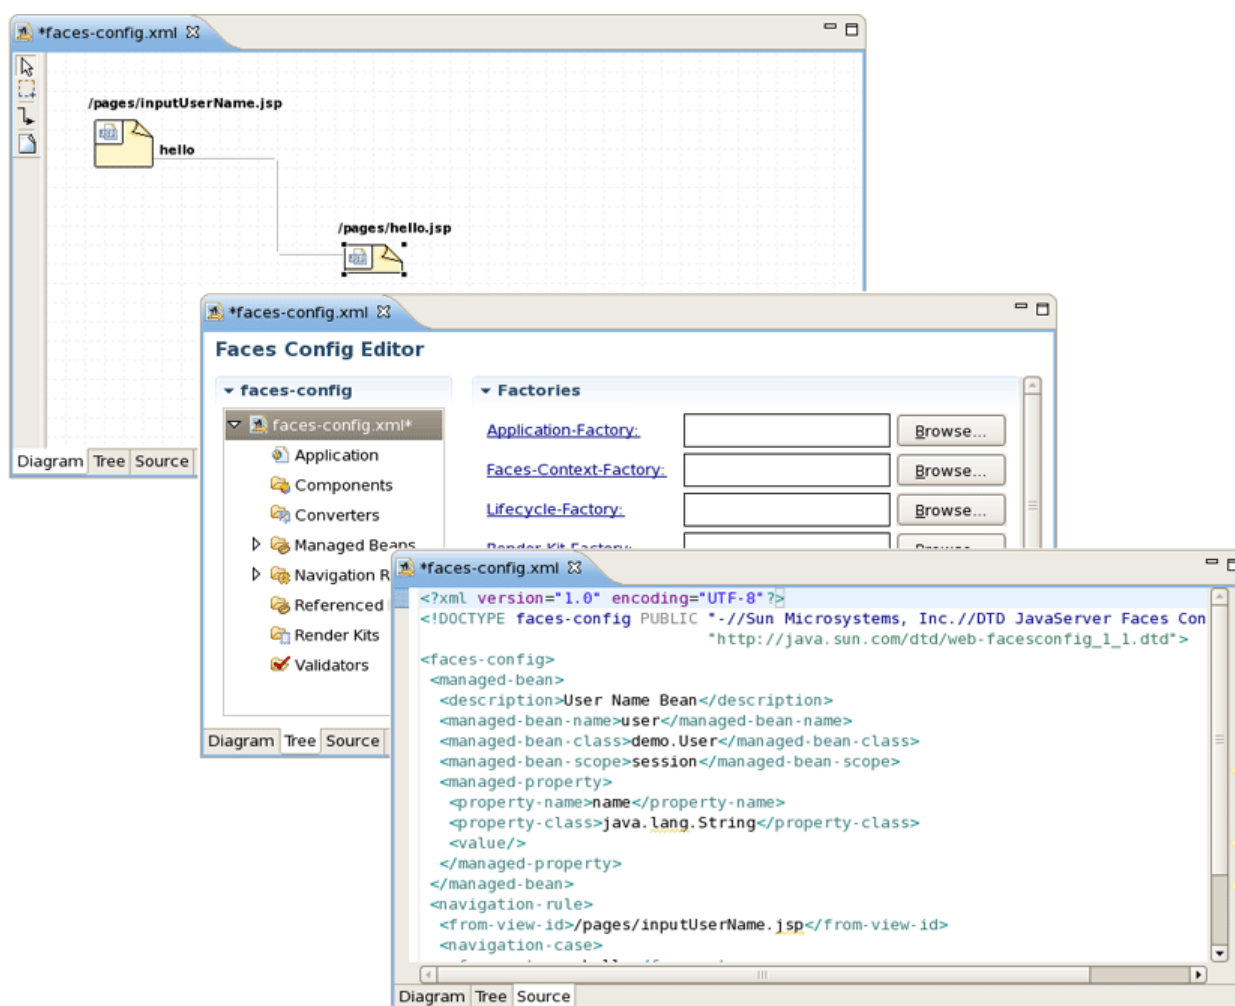 *faces-config.xml
/pages/inputUserName.jsp
hello
/pages/hello.jsp
Diagram Tree Source
*faces-config.xml
Faces Config Editor
faces-config
faces-config.xml*
Application
Components
Converters
Managed Beans
Navigation R
Referenced
Render Kits
Validators
Factories
Application-Factory: Browse...
Faces-Context-Factory: Browse...
Lifecycle-Factory: Browse...
Render-Kit-Factory: Browse...
Diagram Tree Source
*faces-config.xml
<?xml version="1.0" encoding="UTF-8"?>
<!DOCTYPE faces-config PUBLIC "-//Sun Microsystems, Inc.//DTD JavaServer Faces Con
"http://java.sun.com/dtd/web-facesconfig_1_1.dtd">
<faces-config>
<managed-bean>
<description>User Name Bean</description>
<managed-bean-name>user</managed-bean-name>
<managed-bean-class>demo.User</managed-bean-class>
<managed-bean-scope>session</managed-bean-scope>
<managed-property>
<property-name>name</property-name>
<property-class>java.lang.String</property-class>
<value/>
</managed-property>
</managed-bean>
<navigation-rule>
<from-view-id>/pages/inputUserName.jsp</from-view-id>
<navigation-case>
Diagram Tree Source